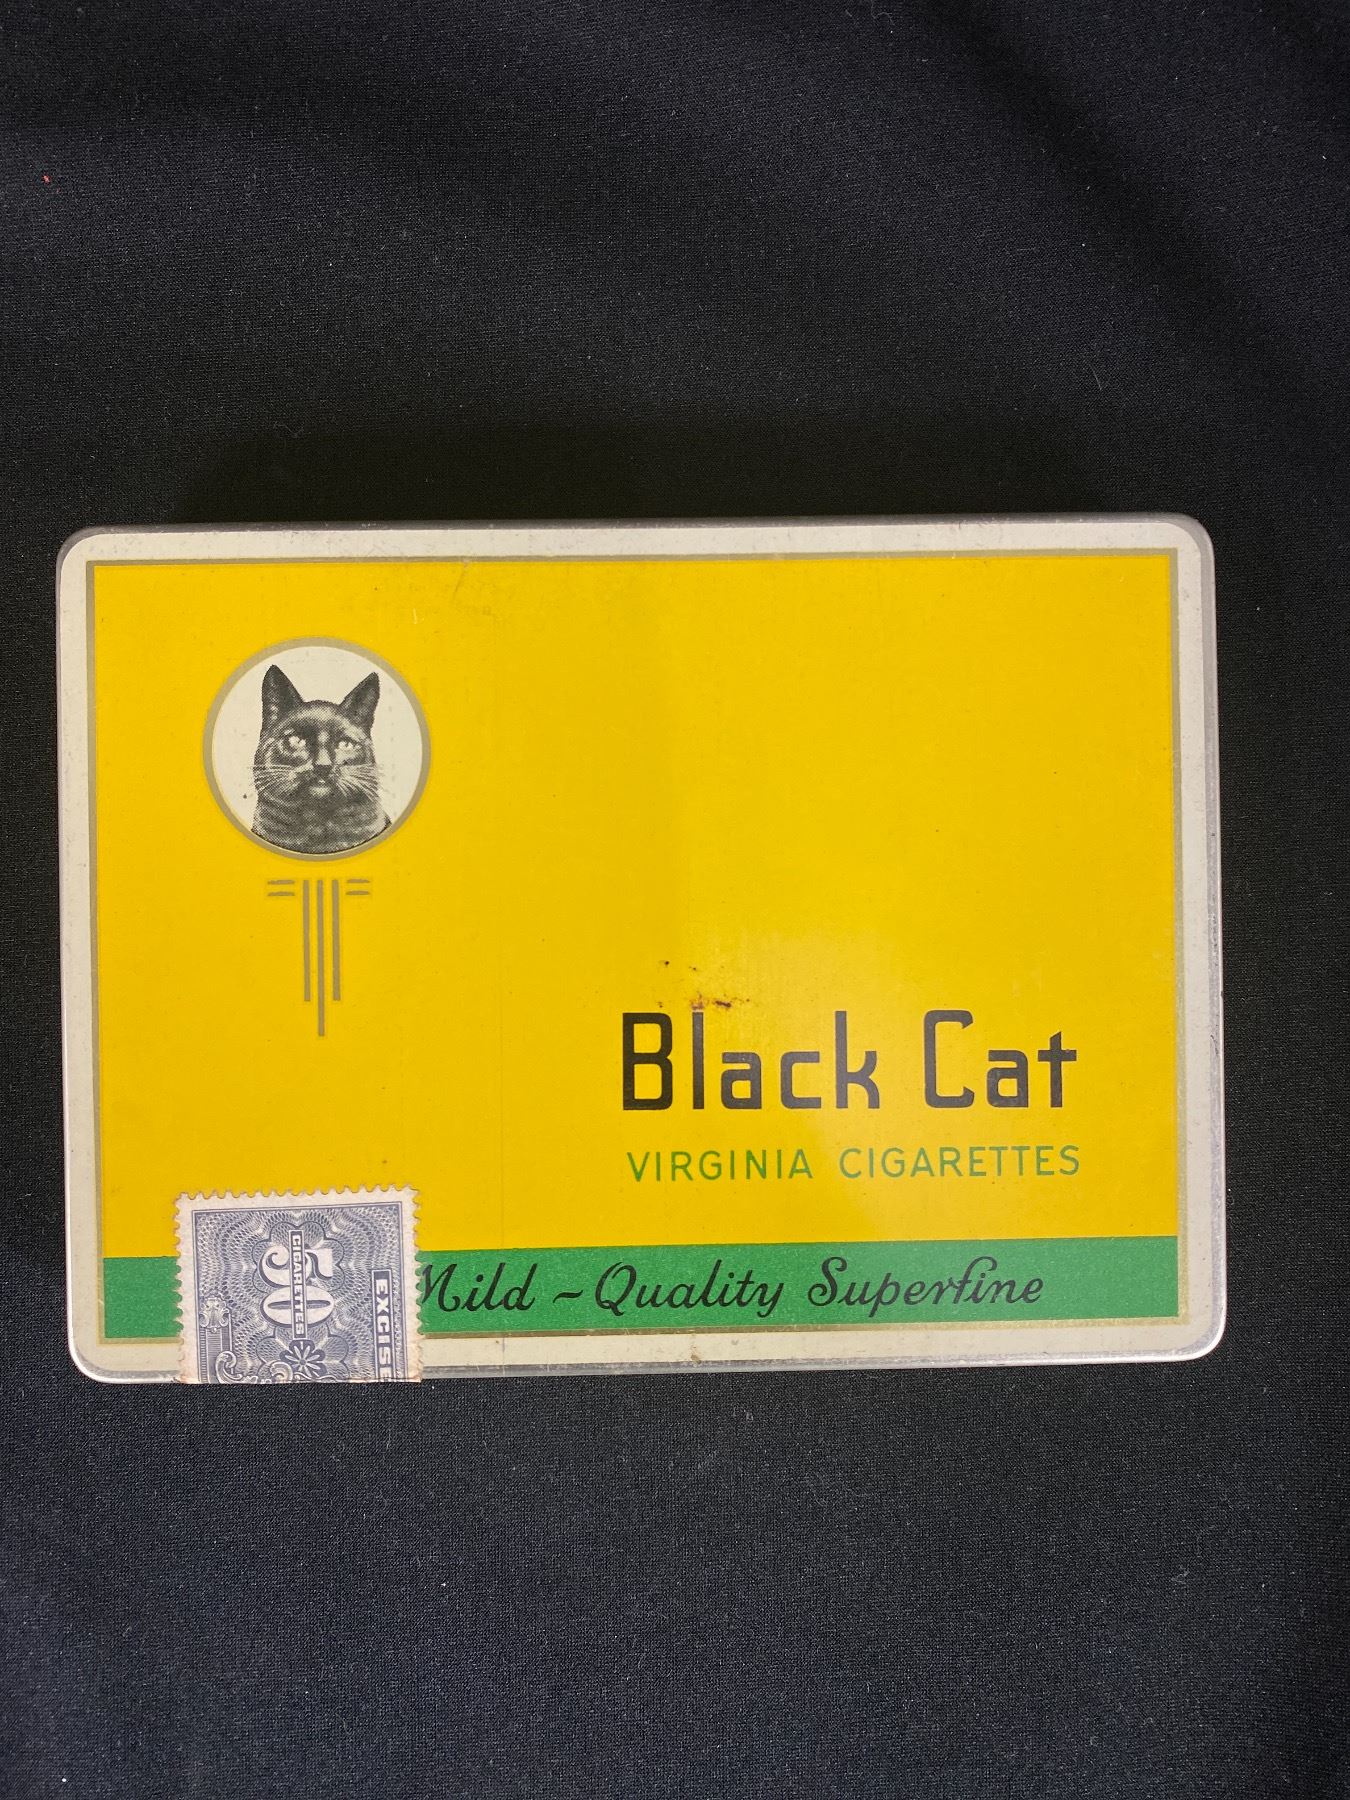 Black Cat
VIRGINIA CIGARETTES
Mild ~ Quality Superfine
50
CIGARETTES
EXCISE